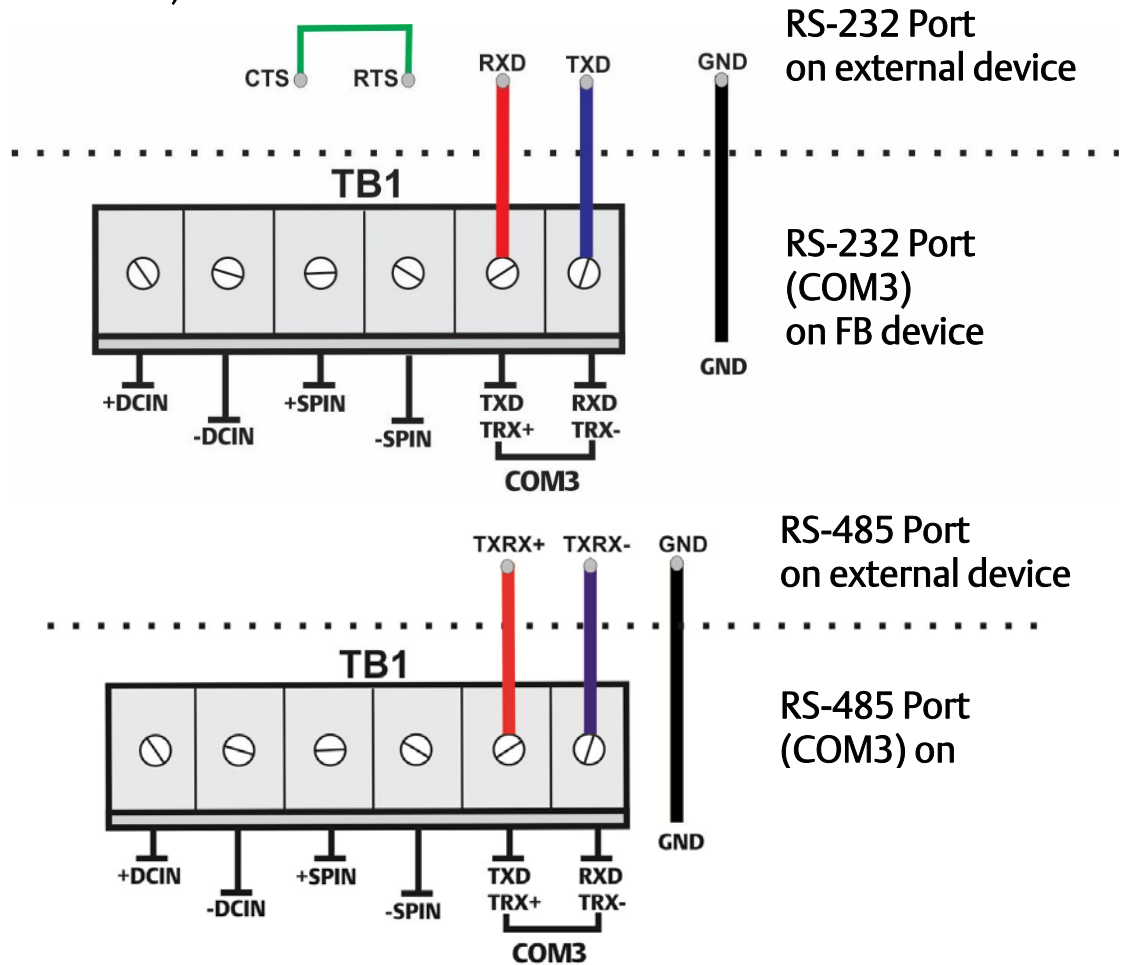 RS-232 Port
on external device
CTS RTS RXD TXD GND
TB1
RS-232 Port
(COM3)
on FB device
GND
+DCIN +SPIN TXD RXD
-DCIN -SPIN TRX+ TRX-
COM3
RS-485 Port
on external device
TXRX+ TXRX- GND
TB1
RS-485 Port
(COM3) on
GND
+DCIN +SPIN TXD RXD
-DCIN -SPIN TRX+ TRX-
COM3